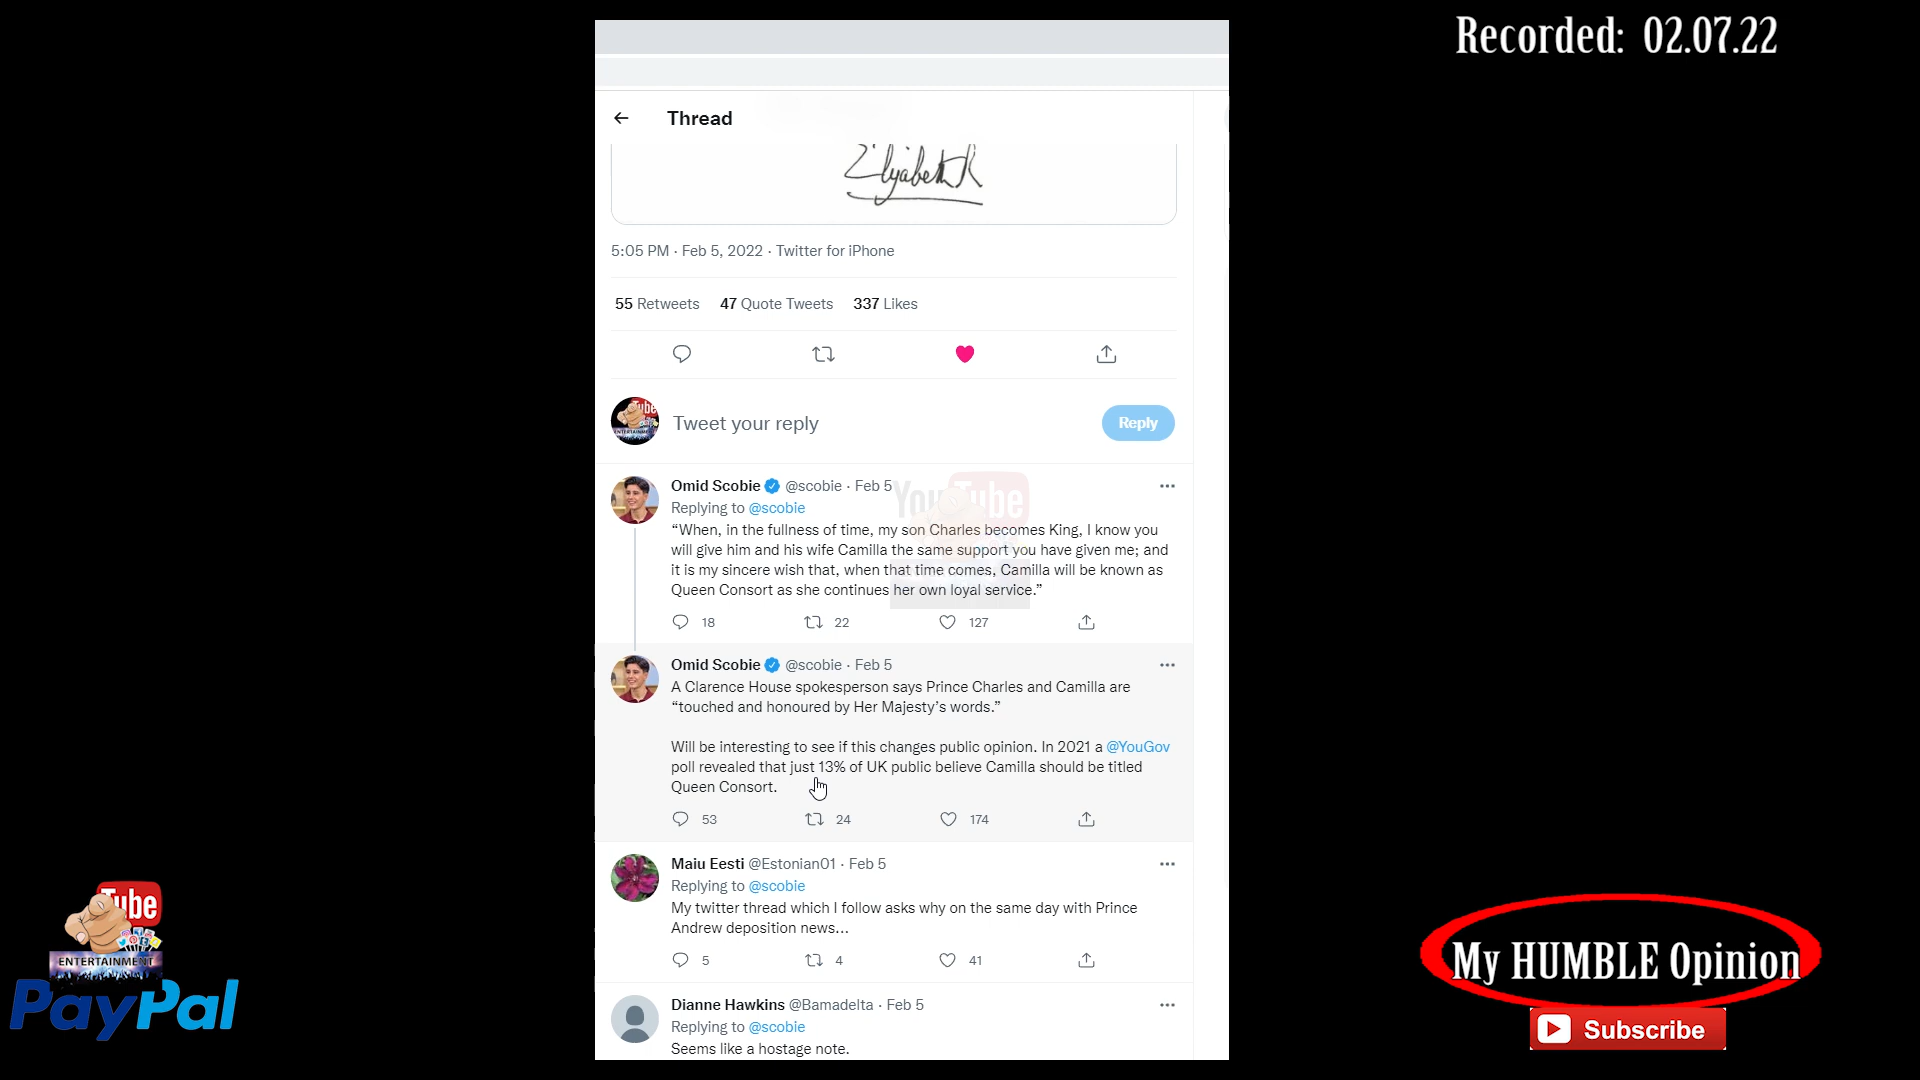 Recorded: 02.07.22
Thread
Elizabeth R
5:05 PM · Feb 5, 2022 · Twitter for iPhone
55 Retweets 47 Quote Tweets 337 Likes
Tweet your reply
Reply
Omid Scobie @scobie · Feb 5
Replying to @scobie
“When, in the fullness of time, my son Charles becomes King, I know you
will give him and his wife Camilla the same support you have given me; and
it is my sincere wish that, when that time comes, Camilla will be known as
Queen Consort as she continues her own loyal service.”
18 22 127
Omid Scobie @scobie · Feb 5
A Clarence House spokesperson says Prince Charles and Camilla are
“touched and honoured by Her Majesty’s words.”
Will be interesting to see if this changes public opinion. In 2021 a @YouGov
poll revealed that just 13% of UK public believe Camilla should be titled
Queen Consort.
53 24 174
Maiu Eesti @Estonian01 · Feb 5
Replying to @scobie
My twitter thread which I follow asks why on the same day with Prince
Andrew deposition news...
5 4 41
Dianne Hawkins @Bamadelta · Feb 5
Replying to @scobie
Seems like a hostage note.
YouTube
Tube
ENTERTAINMENT
PayPal
My HUMBLE Opinion
Subscribe